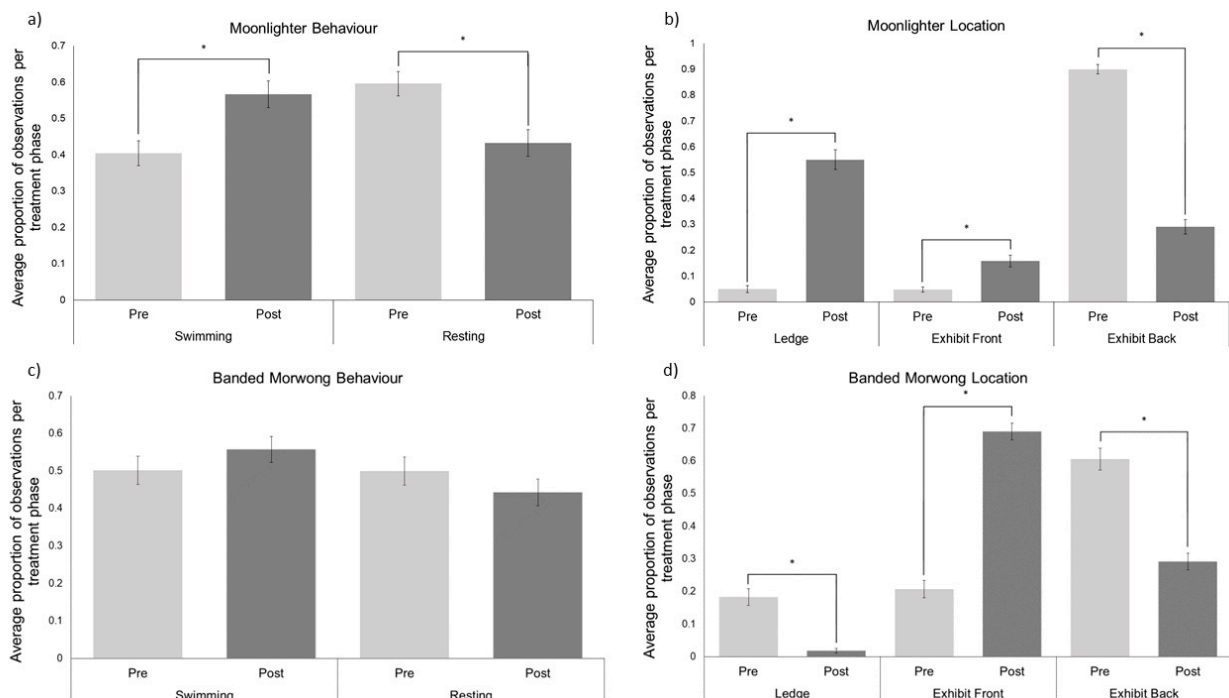 a)
Moonlighter Behaviour
Average proportion of observations per
treatment phase
0.7
0.6
0.5
0.4
0.3
0.2
0.1
0
*
*
Pre
Post
Pre
Post
Swimming
Resting
b)
Moonlighter Location
Average proportion of observations per
treatment phase
1
0.9
0.8
0.7
0.6
0.5
0.4
0.3
0.2
0.1
0
*
*
*
Pre
Post
Pre
Post
Pre
Post
Ledge
Exhibit Front
Exhibit Back
c)
Banded Morwong Behaviour
Average proportion of observations per
treatment phase
0.7
0.6
0.5
0.4
0.3
0.2
0.1
0
Pre
Post
Pre
Post
Swimming
Resting
d)
Banded Morwong Location
Average proportion of observations per
treatment phase
0.8
0.7
0.6
0.5
0.4
0.3
0.2
0.1
0
*
*
*
Pre
Post
Pre
Post
Pre
Post
Ledge
Exhibit Front
Exhibit Back